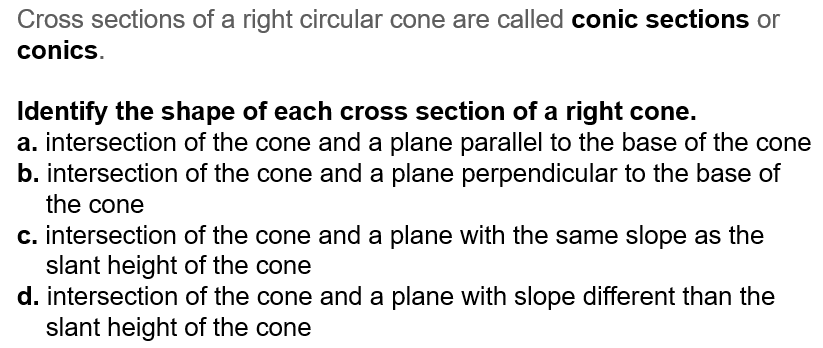 Cross sections of a right circular cone are called conic sections or
conics.
Identify the shape of each cross section of a right cone.
a. intersection of the cone and a plane parallel to the base of the cone
b. intersection of the cone and a plane perpendicular to the base of
the cone
c. intersection of the cone and a plane with the same slope as the
slant height of the cone
d. intersection of the cone and a plane with slope different than the
slant height of the cone